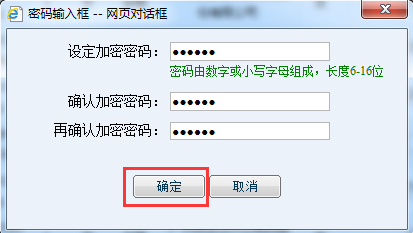 密码输入框 -- 网页对话框
设定加密密码： ●●●●●●
密码由数字或小写字母组成，长度6-16位
确认加密密码： ●●●●●●
再确认加密密码： ●●●●●●
确定 取消